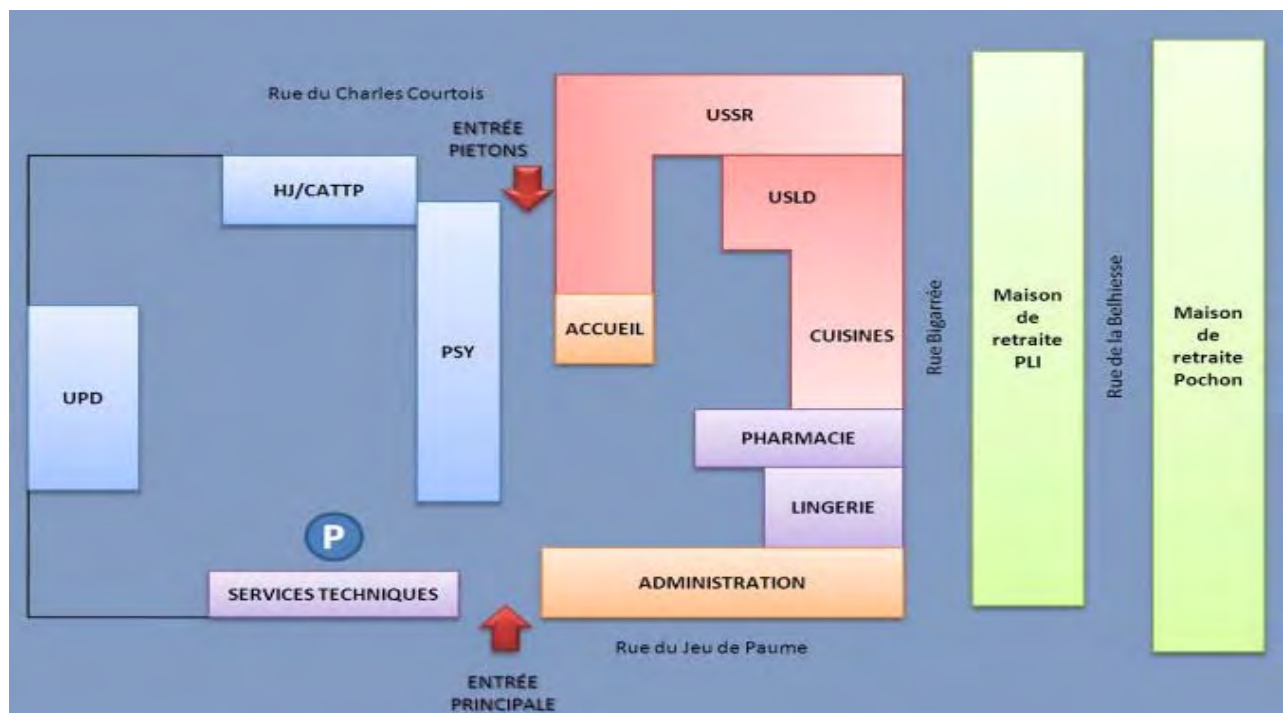 Rue du Charles Courtois
ENTRÉE
PIETONS
USSR
HJ/CATTP
USLD
ACCUEIL
PSY
CUISINES
UPD
PHARMACIE
LINGERIE
P
SERVICES TECHNIQUES
ADMINISTRATION
Rue du Jeu de Paume
ENTRÉE
PRINCIPALE
Rue Bigarrée
Maison
de
retraite
PLI
Rue de la Belhiesse
Maison
de
retraite
Pochon